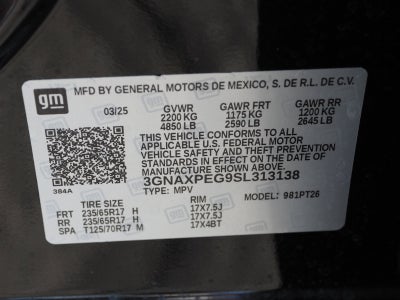 gm
MFD BY GENERAL MOTORS DE MEXICO, S. DE R.L. DE C.V.
03/25 GVWR GAWR FRT GAWR RR
2200 KG 1175 KG 1200 KG
4850 LB 2590 LB 2645 LB
THIS VEHICLE CONFORMS TO ALL
APPLICABLE U.S. FEDERAL MOTOR
VEHICLE SAFETY AND THEFT PREVENTION
STANDARDS IN EFFECT ON THE DATE OF
MANUFACTURE SHOWN ABOVE.
3GNAXPEG9SL313138
384A TYPE: MPV MODEL: 981PT26
TIRE SIZE RIM
FRT 235/65R17 H 17X7.5J
RR 235/65R17 H 17X7.5J
SPA T125/70R17 M 17X4BT